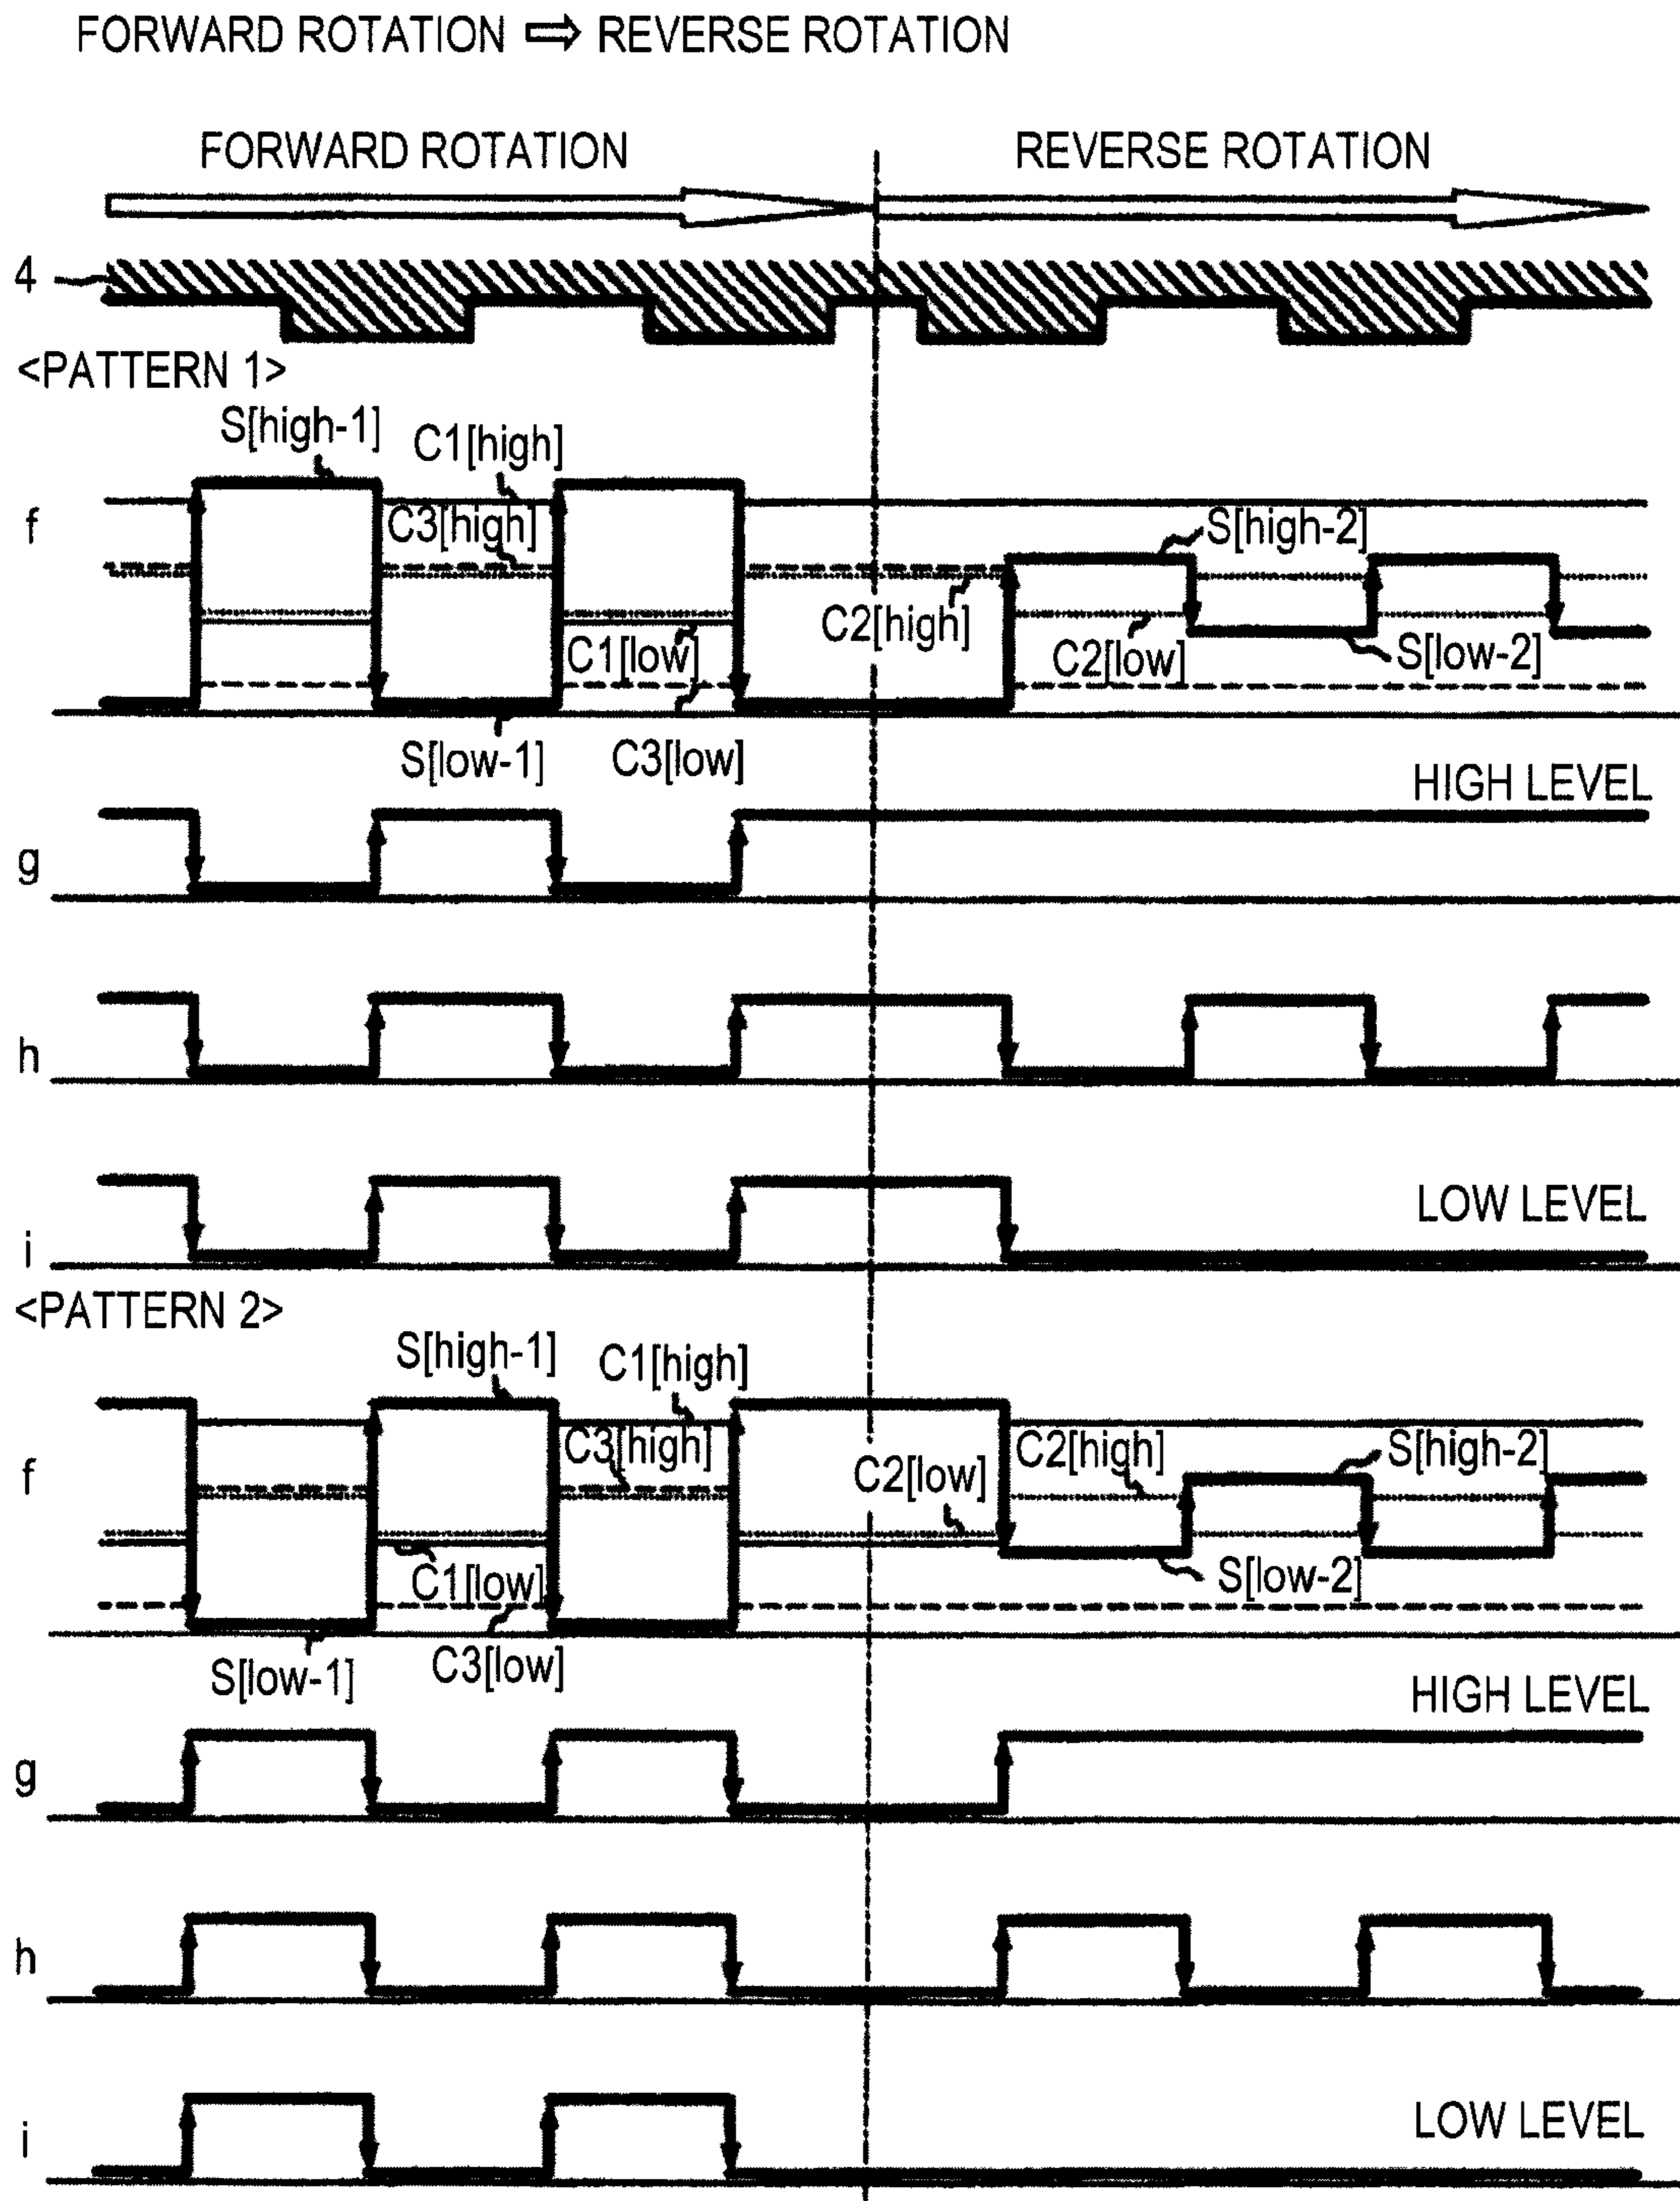 FORWARD ROTATION ⇨ REVERSE ROTATION
FORWARD ROTATION
REVERSE ROTATION
4
<PATTERN 1>
S[high-1]
C1[high]
f
C3[high]
S[high-2]
C2[high]
C1[low]
C2[low]
S[low-2]
S[low-1]
C3[low]
HIGH LEVEL
g
h
LOW LEVEL
i
<PATTERN 2>
S[high-1]
C1[high]
C3[high]
C2[high]
S[high-2]
f
C2[low]
C1[low]
S[low-2]
C3[low]
S[low-1]
HIGH LEVEL
g
h
LOW LEVEL
i